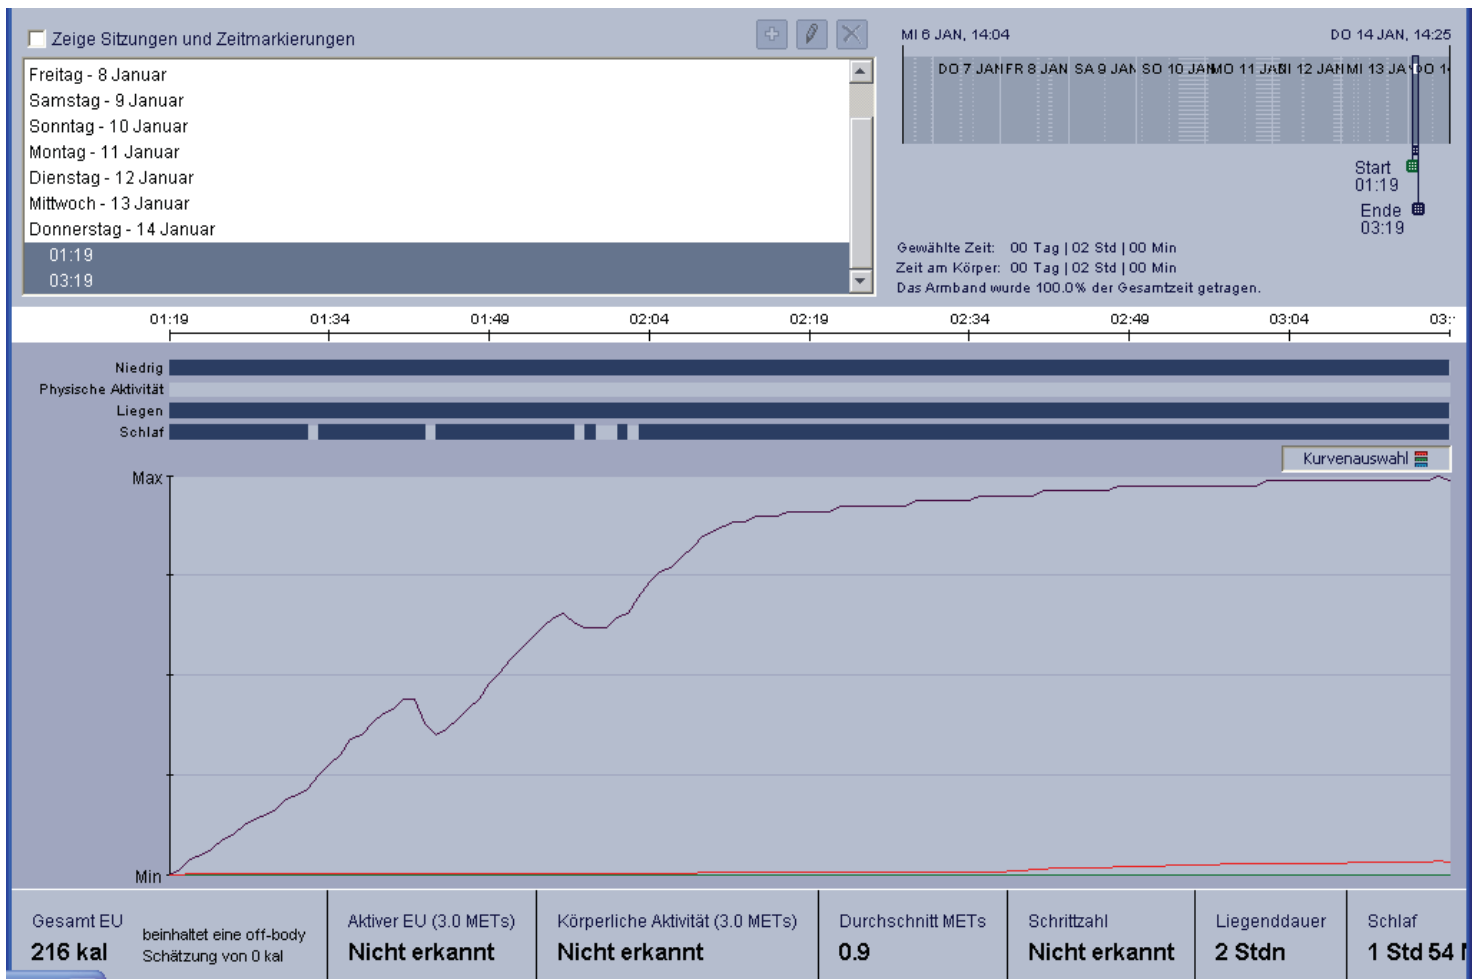 Zeige Sitzungen und Zeitmarkierungen
Freitag - 8 Januar
Samstag - 9 Januar
Sonntag - 10 Januar
Montag - 11 Januar
Dienstag - 12 Januar
Mittwoch - 13 Januar
Donnerstag - 14 Januar
01:19
03:19
MI 6 JAN, 14:04
DO 14 JAN, 14:25
DO 7 JAN FR 8 JAN SA 9 JAN SO 10 JAN MO 11 JAN DI 12 JAN MI 13 JA DO 1
Start
01:19
Ende
03:19
Gewählte Zeit: 00 Tag | 02 Std | 00 Min
Zeit am Körper: 00 Tag | 02 Std | 00 Min
Das Armband wurde 100.0% der Gesamtzeit getragen.
01:19 01:34 01:49 02:04 02:19 02:34 02:49 03:04 03:
Niedrig
Physische Aktivität
Liegen
Schlaf
Kurvenauswahl
Max
Min
Gesamt EU
216 kal
beinhaltet eine off-body
Schätzung von 0 kal
Aktiver EU (3.0 METs)
Nicht erkannt
Körperliche Aktivität (3.0 METs)
Nicht erkannt
Durchschnitt METs
0.9
Schrittzahl
Nicht erkannt
Liegenddauer
2 Stdn
Schlaf
1 Std 54